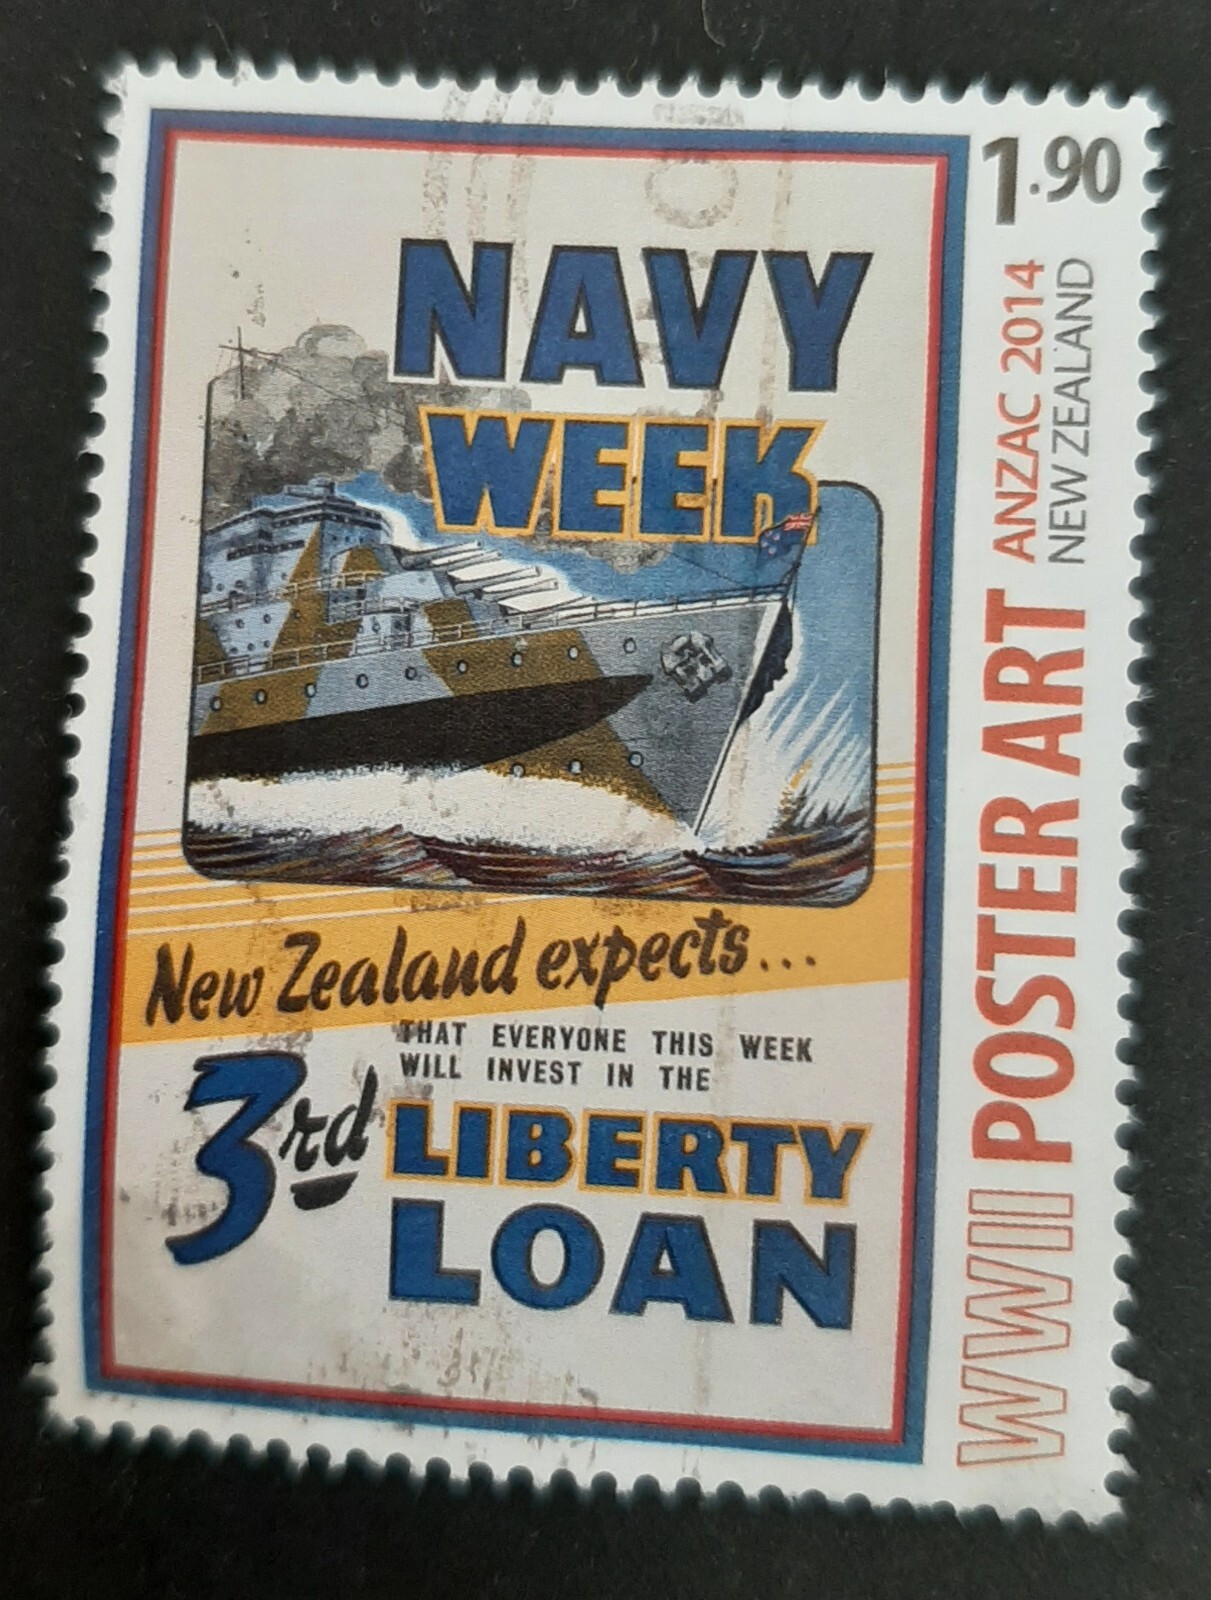 NAVY
WEEK
New Zealand expects...
THAT EVERYONE THIS WEEK
WILL INVEST IN THE
3rd LIBERTY
LOAN
1.90
WWII POSTER ART ANZAC 2014
NEW ZEALAND